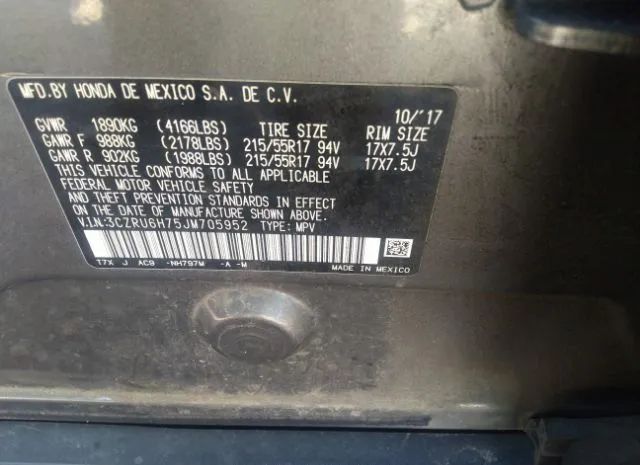 MFD.BY HONDA DE MEXICO S.A. DE C.V.
10/'17
GVWR 1890KG (4166LBS) TIRE SIZE RIM SIZE
GAWR F 988KG (2178LBS) 215/55R17 94V 17X7.5J
GAWR R 902KG (1988LBS) 215/55R17 94V 17X7.5J
THIS VEHICLE CONFORMS TO ALL APPLICABLE
FEDERAL MOTOR VEHICLE SAFETY
AND THEFT PREVENTION STANDARDS IN EFFECT
ON THE DATE OF MANUFACTURE SHOWN ABOVE.
V.I.N:3CZRU6H75JM705952 TYPE: MPV
T7X J AC9 -NH797M -A -M
MADE IN MEXICO